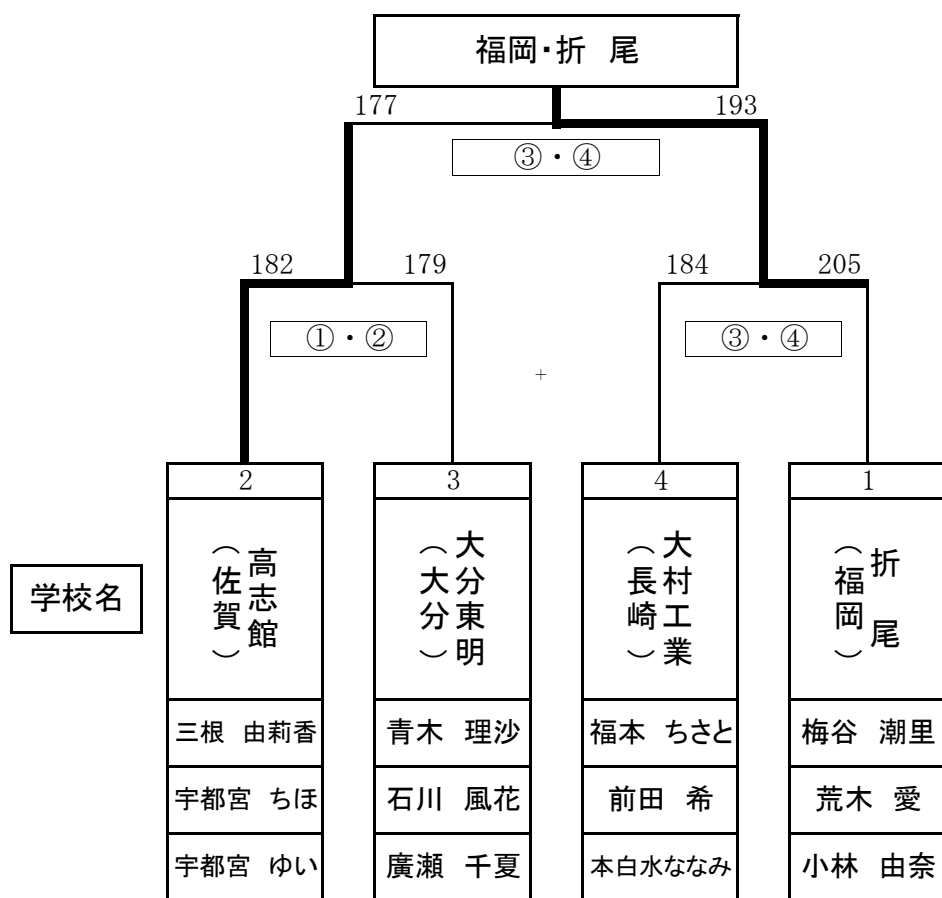 福岡・折 尾
177 193
③・④
182 179 184 205
①・② ③・④
+
2 3 4 1
学校名
高志館
（佐賀）
大分東明
（大分）
大村工業
（長崎）
折 尾
（福岡）
三根 由莉香 青木 理沙 福本 ちさと 梅谷 潮里
宇都宮 ちほ 石川 風花 前田 希 荒木 愛
宇都宮 ゆい 廣瀬 千夏 本白水ななみ 小林 由奈